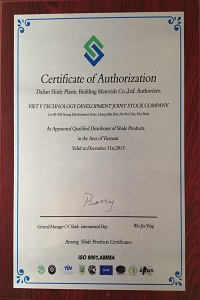 Certificate of Authorization
Dalian Shide Plastic Building Materials Co.,Ltd. Authorizes:
VIET Y TECHNOLOGY DEVELOPMENT JOINT STOCK COMPANY
As Appointed Qualified Distributor of Shide Products
in the Area of Vietnam
Valid to:December 31st,2013
General Manager Of Shide international Dep.
Among Shide Products Certificates:
ISO 9001,AMMA